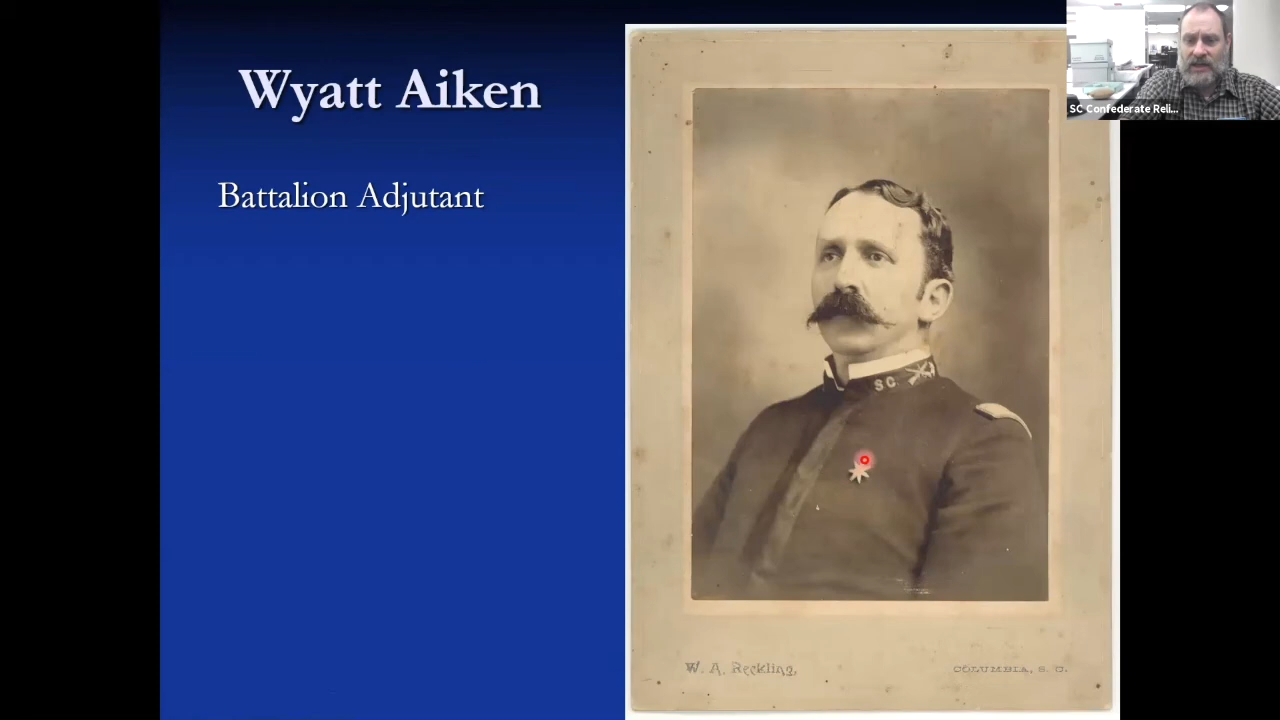 Wyatt Aiken
SC Confederate Reli...
Battalion Adjutant
SC
W. A. Reckling,
COLUMBIA, S. C.